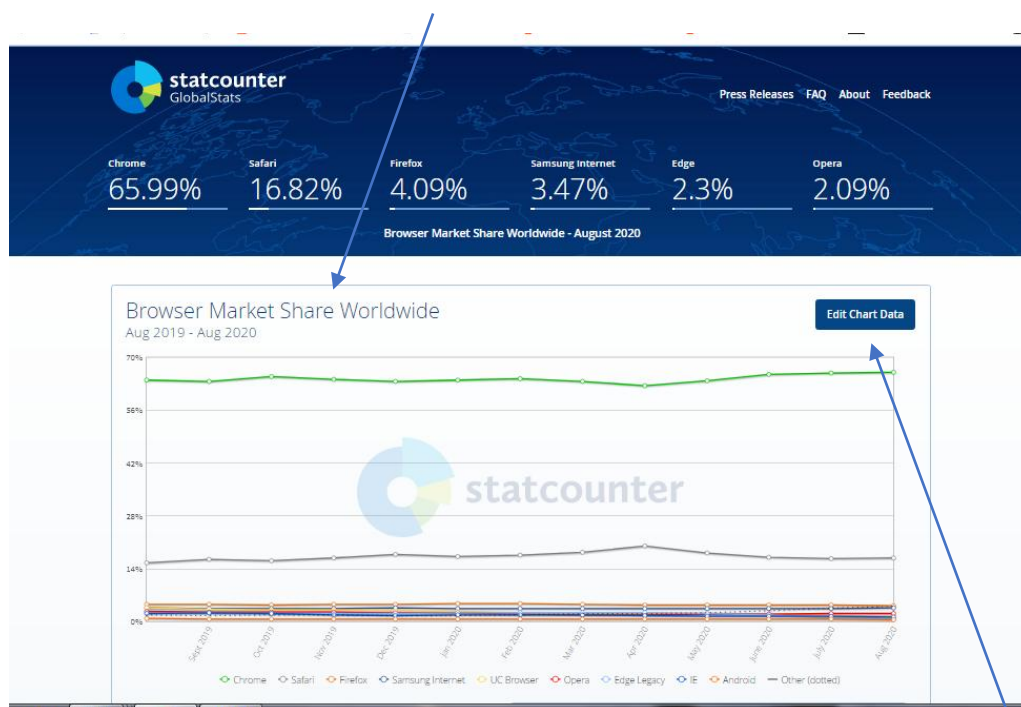 statcounter
GlobalStats
Press Releases FAQ About Feedback
Chrome Safari Firefox Samsung Internet Edge Opera
65.99% 16.82% 4.09% 3.47% 2.3% 2.09%
Browser Market Share Worldwide - August 2020
Browser Market Share Worldwide
Edit Chart Data
Aug 2019 - Aug 2020
70%
56%
42%
statcounter
28%
14%
0%
Sept 2019 Oct 2019 Nov 2019 Dec 2019 Jan 2020 Feb 2020 Mar 2020 Apr 2020 May 2020 June 2020 July 2020 Aug 2020
Chrome Safari Firefox Samsung Internet UC Browser Opera Edge Legacy IE Android Other (dotted)